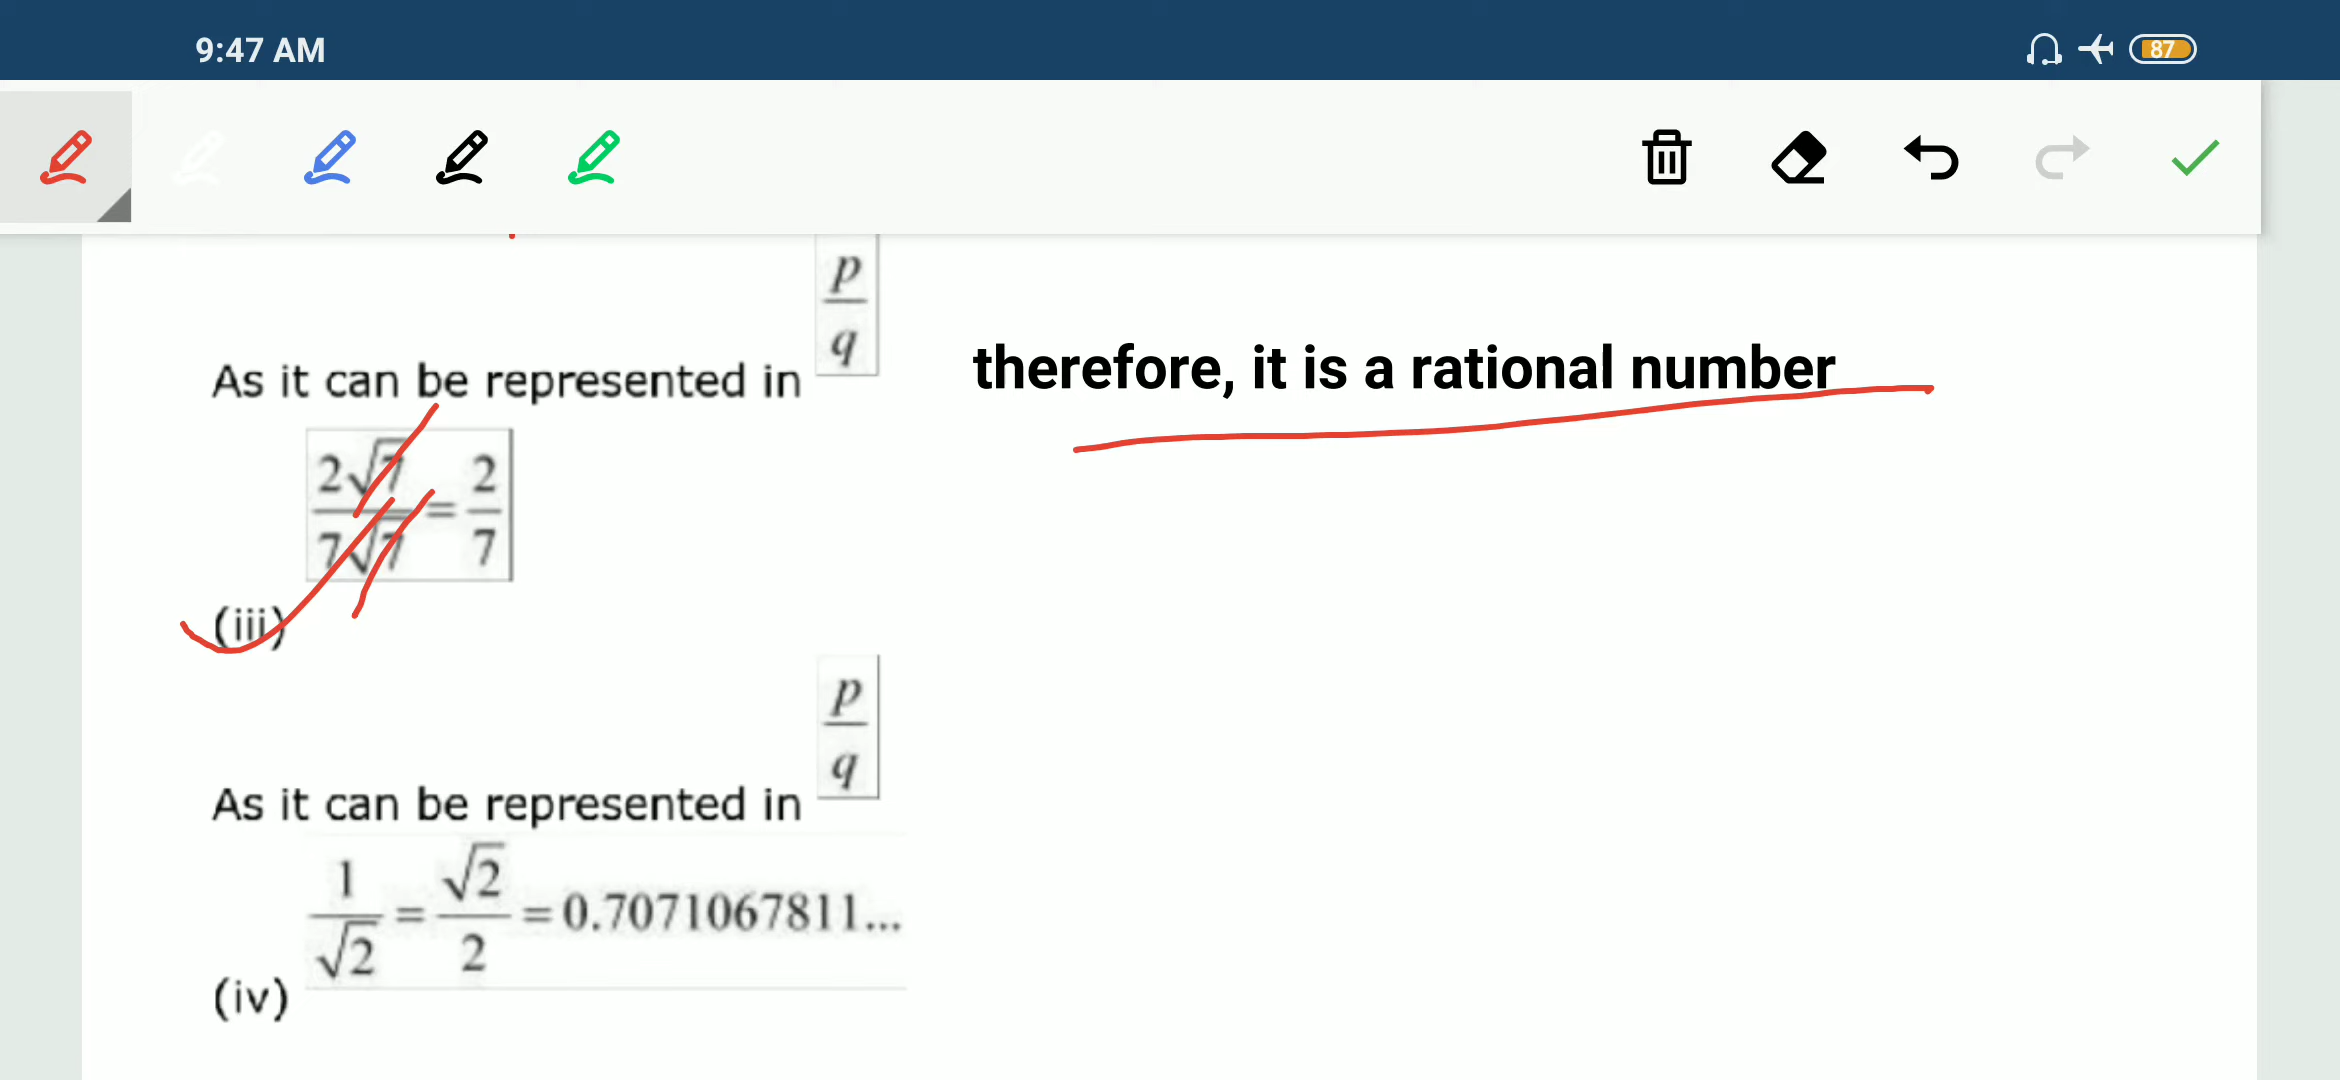 9:47 AM
87
As it can be represented in p/q therefore, it is a rational number
(iii) 2√7/7√7 = 2/7
As it can be represented in p/q
(iv) 1/√2 = √2/2 = 0.7071067811...